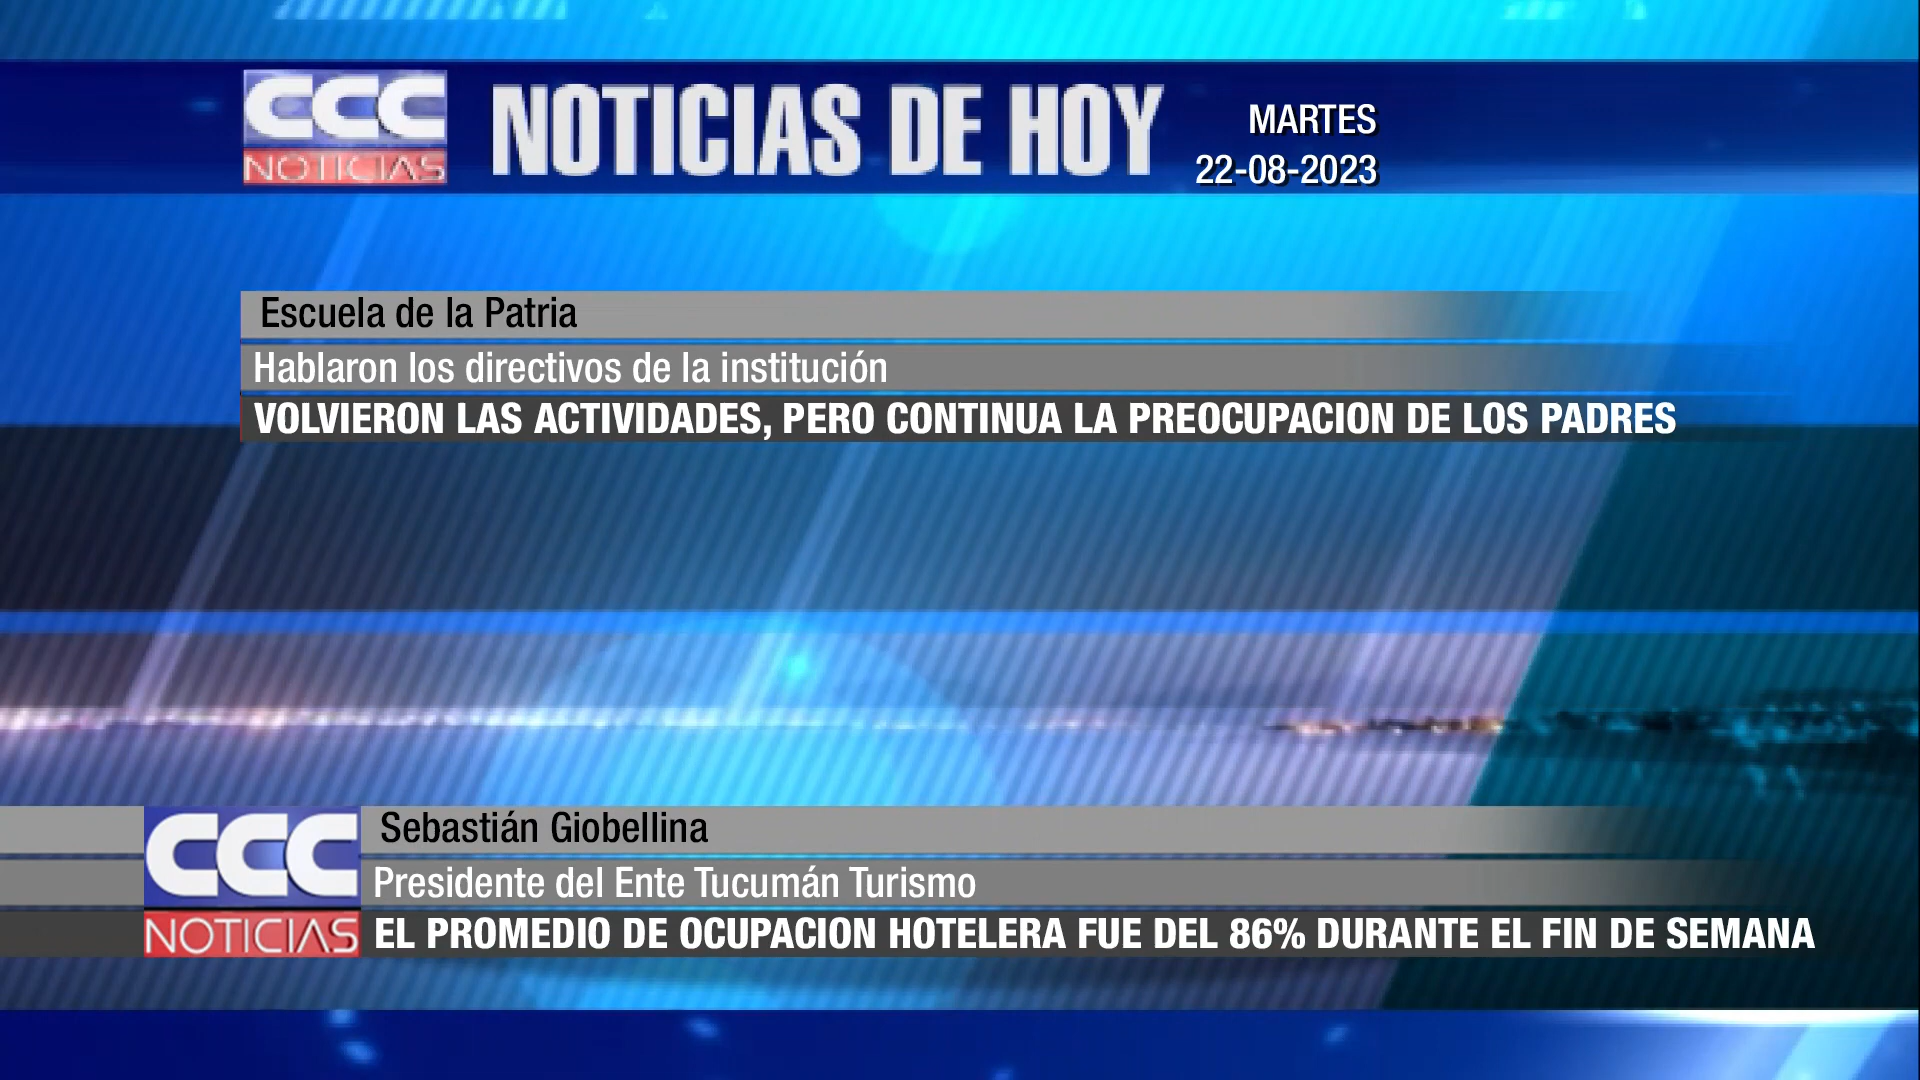 CCC
NOTICIAS
NOTICIAS DE HOY
MARTES
22-08-2023
Escuela de la Patria
Hablaron los directivos de la institución
VOLVIERON LAS ACTIVIDADES, PERO CONTINUA LA PREOCUPACION DE LOS PADRES
CCC
NOTICIAS
Sebastián Giobellina
Presidente del Ente Tucumán Turismo
EL PROMEDIO DE OCUPACION HOTELERA FUE DEL 86% DURANTE EL FIN DE SEMANA